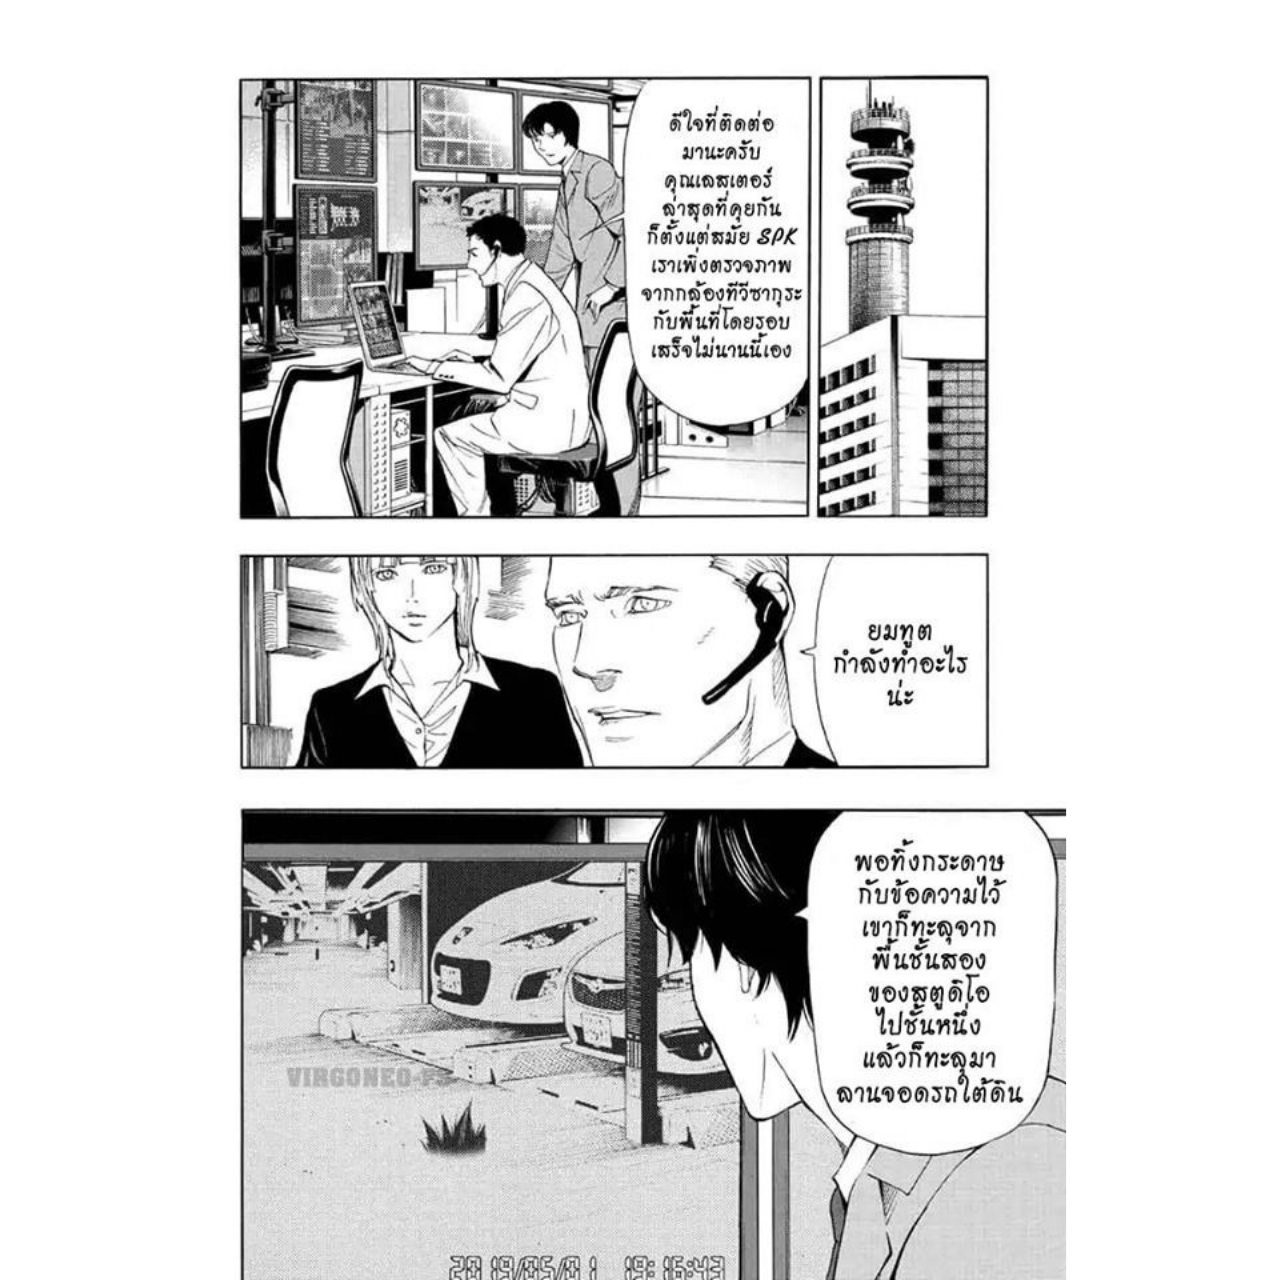 ดีใจที่ติดต่อ
มานะครับ
คุณเลสเตอร์
ล่าสุดที่คุยกัน
ก็ตั้งแต่สมัย SPK
เราเพิ่งตรวจภาพ
จากกล้องทีวีซากุระ
กับพื้นที่โดยรอบ
เสร็จไม่นานนี้เอง
ยมทูต
กำลังทำอะไร
น่ะ
พอทิ้งกระดาษ
กับข้อความไว้
เขาก็ทะลุจาก
พื้นชั้นสอง
ของสตูดิโอ
ไปชั้นหนึ่ง
แล้วก็ทะลุมา
ลานจอดรถใต้ดิน
VIRGONEO-FS
2019/05/01 19:16:43